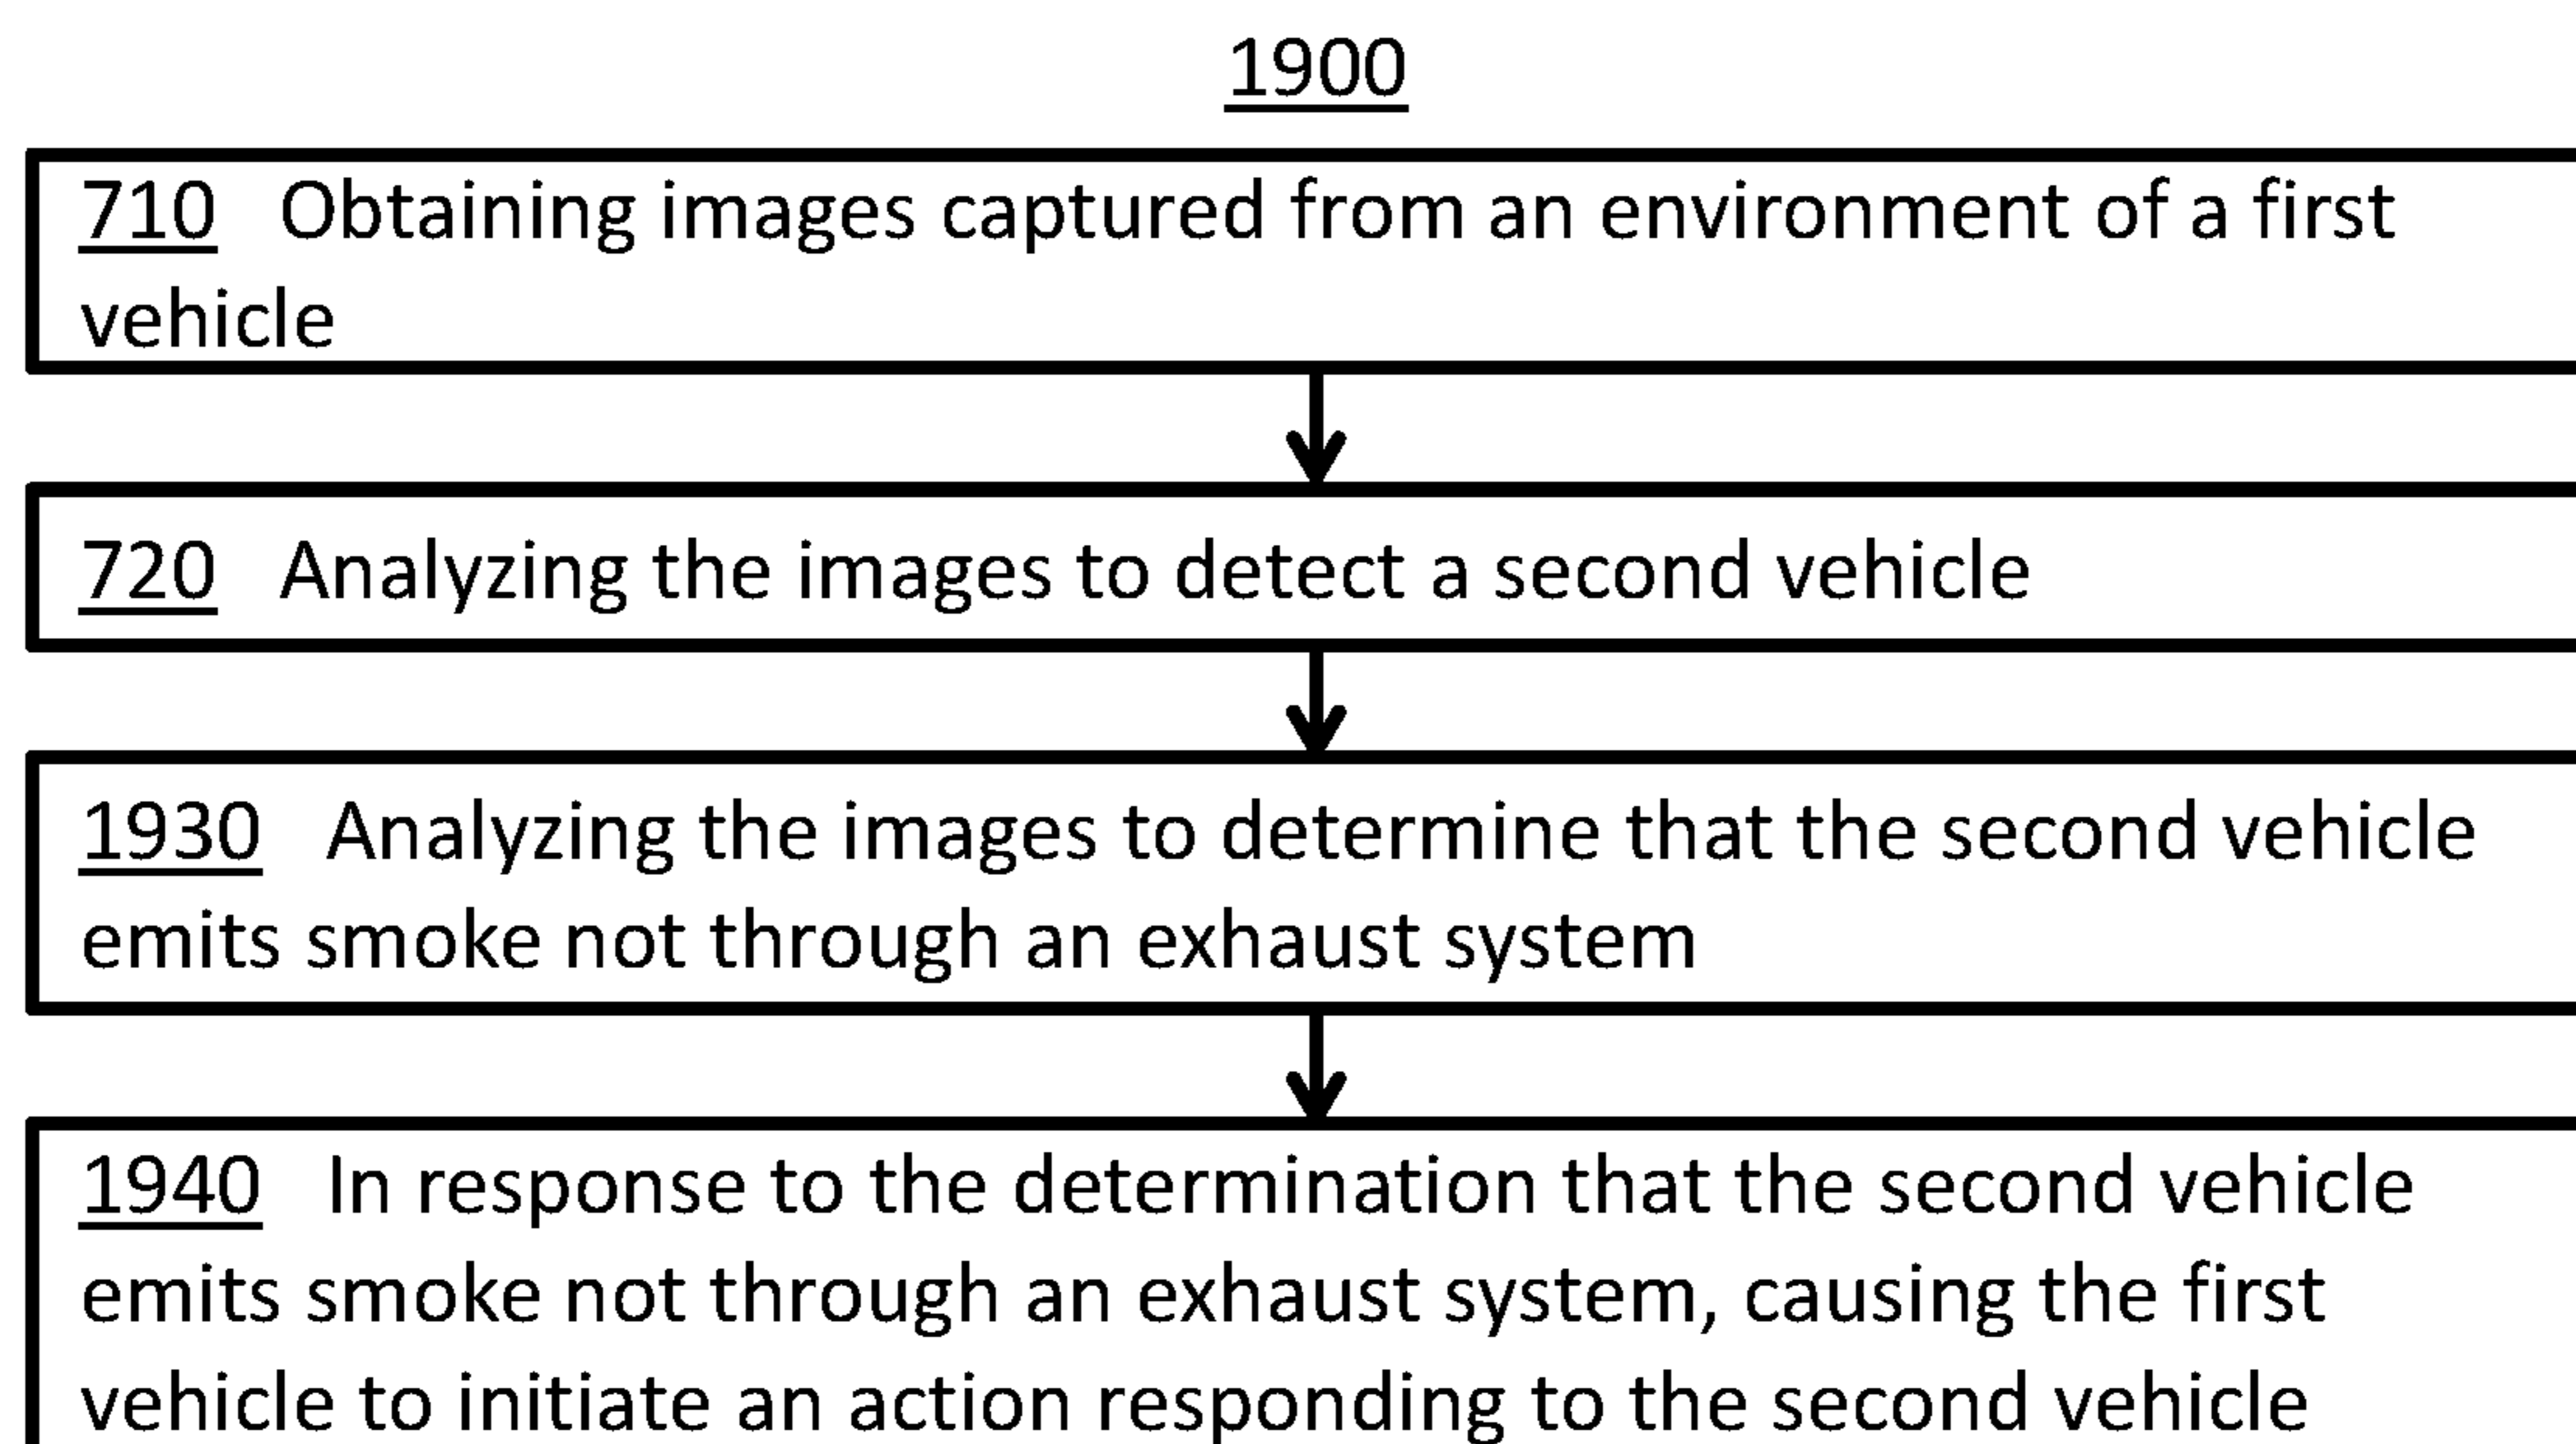 1900
710 Obtaining images captured from an environment of a first
vehicle
720 Analyzing the images to detect a second vehicle
1930 Analyzing the images to determine that the second vehicle
emits smoke not through an exhaust system
1940 In response to the determination that the second vehicle
emits smoke not through an exhaust system, causing the first
vehicle to initiate an action responding to the second vehicle